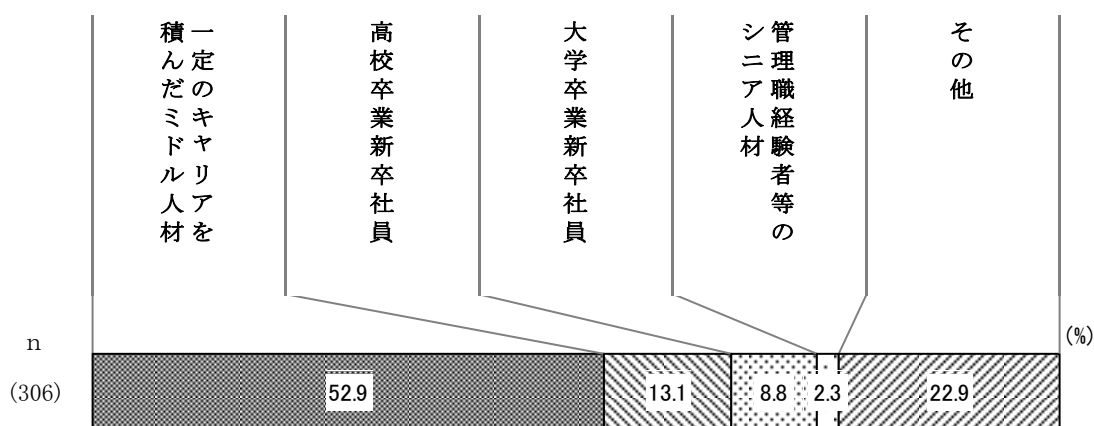 一定のキャリアを
積んだミドル人材
高校卒業新卒社員
大学卒業新卒社員
管理職経験者等の
シニア人材
その他
(%)
n
(306)
52.9
13.1
8.8
2.3
22.9